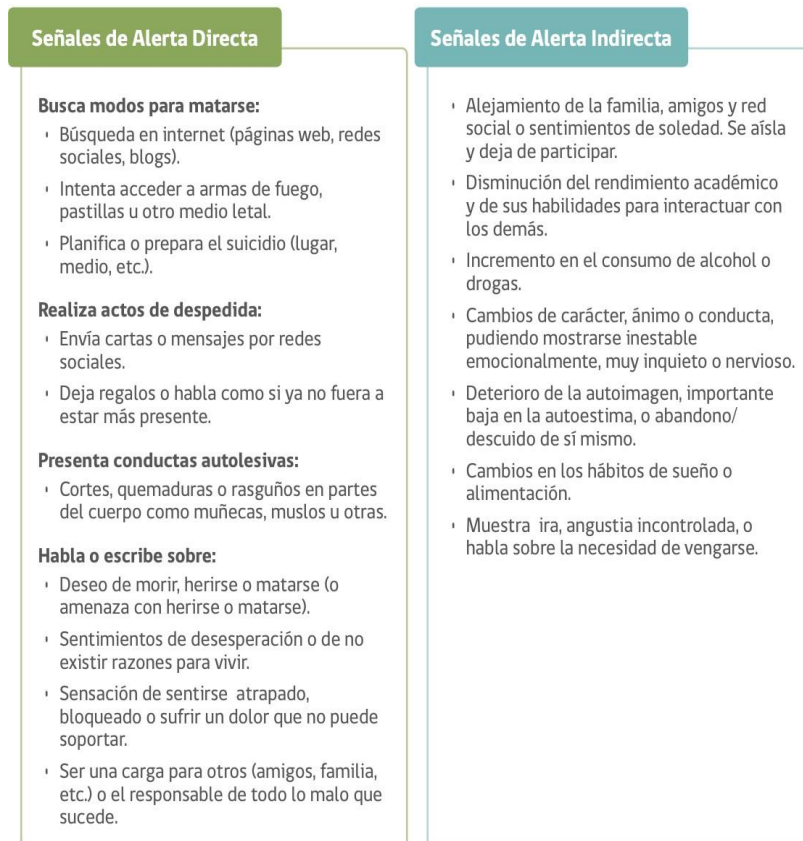 Señales de Alerta Directa
Busca modos para matarse:
Búsqueda en internet (páginas web, redes
sociales, blogs).
Intenta acceder a armas de fuego,
pastillas u otro medio letal.
Planifica o prepara el suicidio (lugar,
medio, etc.).
Realiza actos de despedida:
Envía cartas o mensajes por redes
sociales.
Deja regalos o habla como si ya no fuera a
estar más presente.
Presenta conductas autolesivas:
Cortes, quemaduras o rasguños en partes
del cuerpo como muñecas, muslos u otras.
Habla o escribe sobre:
Deseo de morir, herirse o matarse (o
amenaza con herirse o matarse).
Sentimientos de desesperación o de no
existir razones para vivir.
Sensación de sentirse atrapado,
bloqueado o sufrir un dolor que no puede
soportar.
Ser una carga para otros (amigos, familia,
etc.) o el responsable de todo lo malo que
sucede.
Señales de Alerta Indirecta
Alejamiento de la familia, amigos y red
social o sentimientos de soledad. Se aísla
y deja de participar.
Disminución del rendimiento académico
y de sus habilidades para interactuar con
los demás.
Incremento en el consumo de alcohol o
drogas.
Cambios de carácter, ánimo o conducta,
pudiendo mostrarse inestable
emocionalmente, muy inquieto o nervioso.
Deterioro de la autoimagen, importante
baja en la autoestima, o abandono/
descuido de sí mismo.
Cambios en los hábitos de sueño o
alimentación.
Muestra ira, angustia incontrolada, o
habla sobre la necesidad de vengarse.